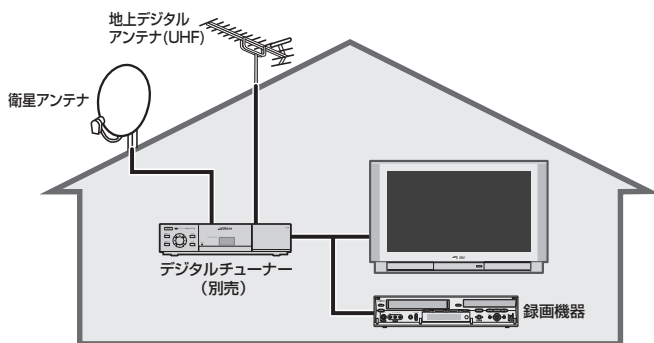 地上デジタル
アンテナ(UHF)
衛星アンテナ
デジタルチューナー
(別売)
録画機器